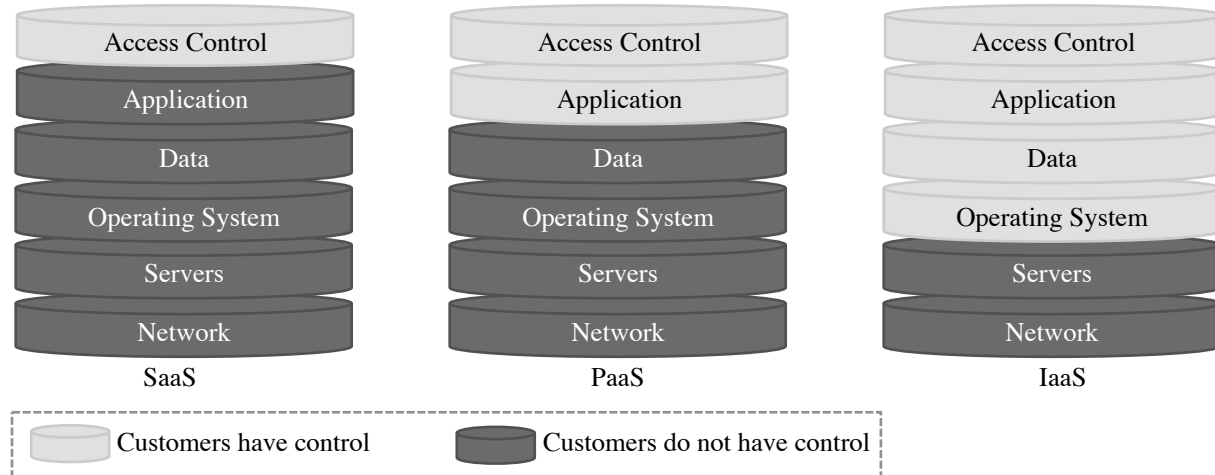 Access Control
Application
Data
Operating System
Servers
Network
SaaS
Access Control
Application
Data
Operating System
Servers
Network
PaaS
Access Control
Application
Data
Operating System
Servers
Network
IaaS
Customers have control
Customers do not have control